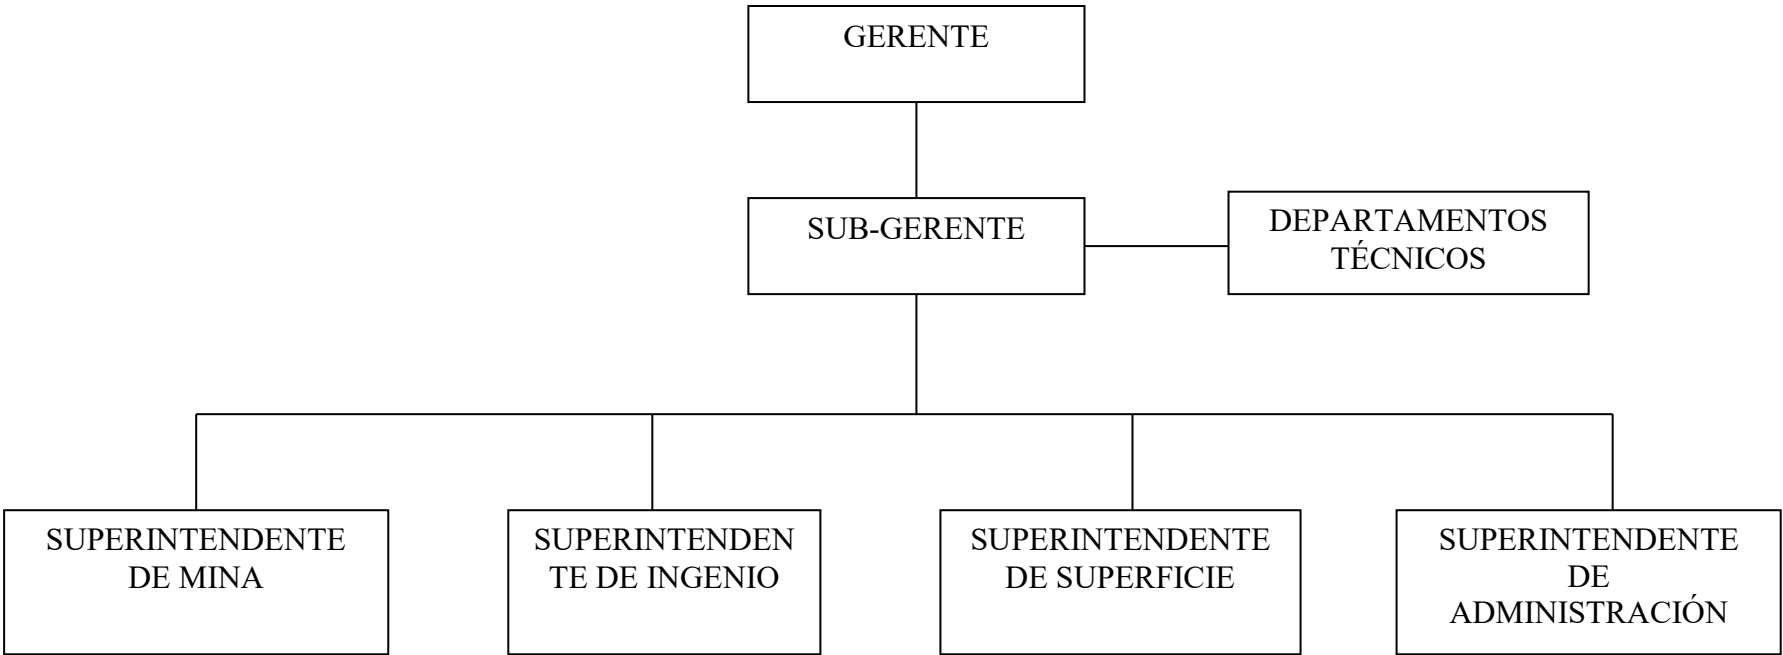 GERENTE
SUB-GERENTE
DEPARTAMENTOS
TÉCNICOS
SUPERINTENDENTE
DE MINA
SUPERINTENDEN
TE DE INGENIO
SUPERINTENDENTE
DE SUPERFICIE
SUPERINTENDENTE
DE
ADMINISTRACIÓN